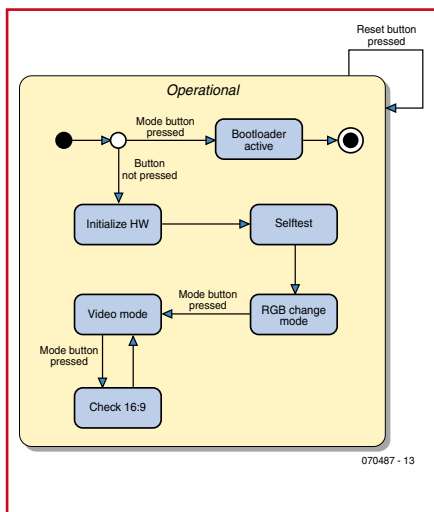 Reset button
pressed
Operational
Mode button
pressed
Bootloader
active
Button
not pressed
Initialize HW
Selftest
Video mode
Mode button
pressed
RGB change
mode
Mode button
pressed
Check 16:9
070487 - 13